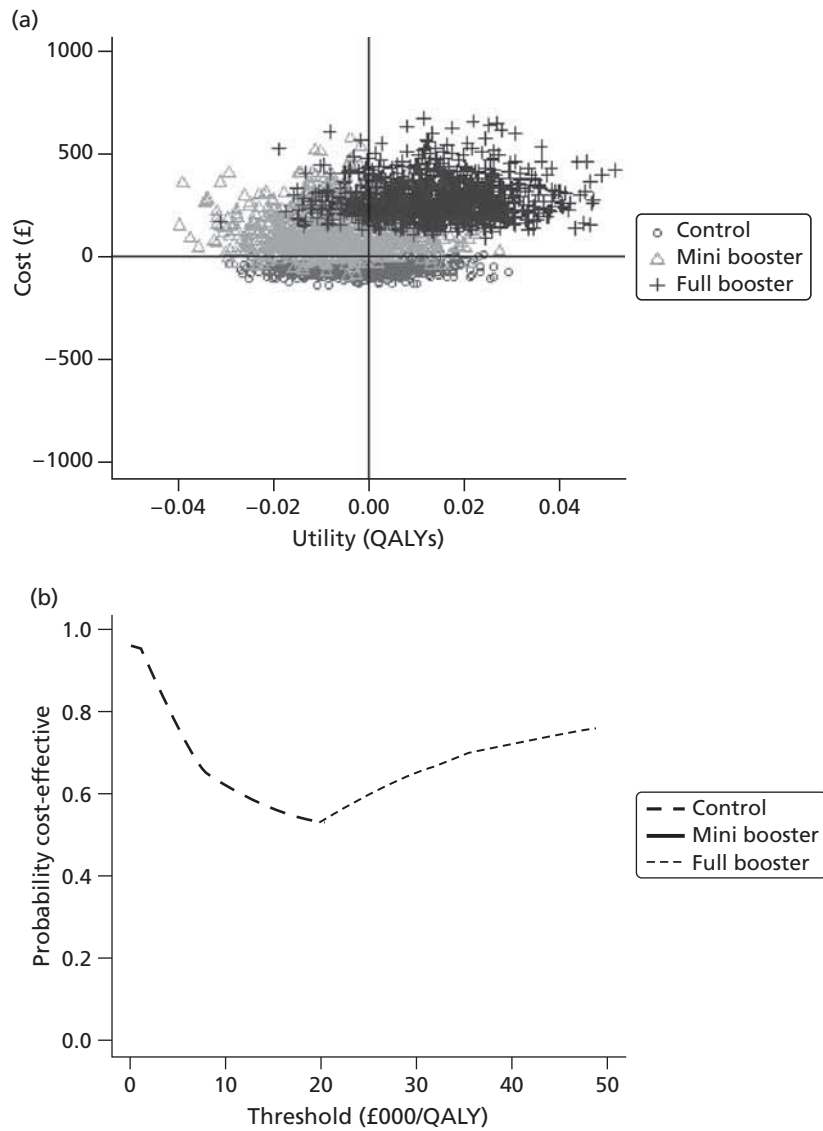 (a)
1000
500
0
−500
−1000
Cost (£)
−0.04 −0.02 0.00 0.02 0.04
Utility (QALYs)
Control
Mini booster
Full booster
(b)
1.0
0.8
0.6
0.4
0.2
0.0
Probability cost-effective
0 10 20 30 40 50
Threshold (£000/QALY)
Control
Mini booster
Full booster